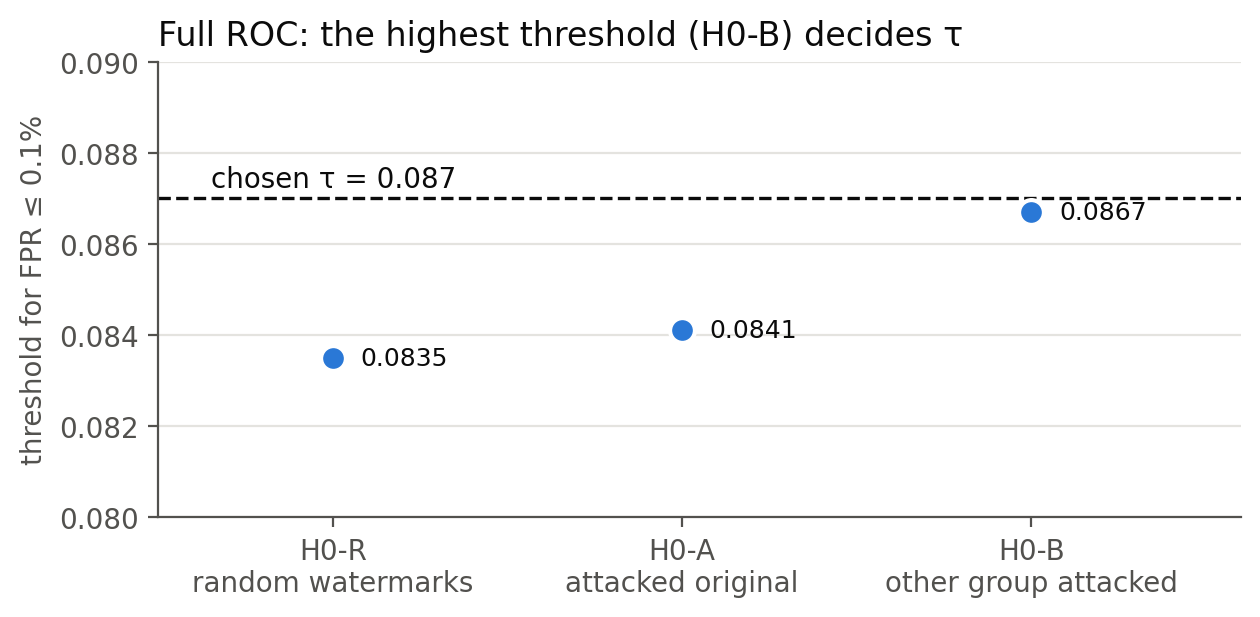 Full ROC: the highest threshold (H0-B) decides τ
threshold for FPR ≤ 0.1%
0.090
0.088
0.086
0.084
0.082
0.080
chosen τ = 0.087
0.0835
0.0841
0.0867
H0-R
random watermarks
H0-A
attacked original
H0-B
other group attacked